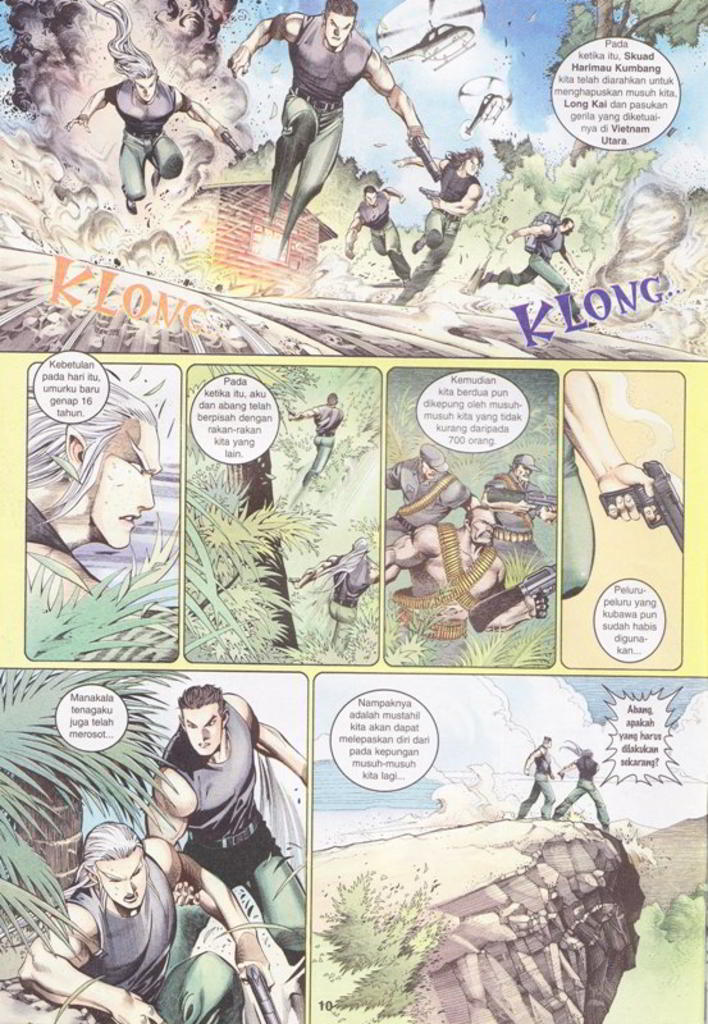 Pada
ketika itu, Skuad
Harimau Kumbang
kita telah diarahkan untuk
menghapuskan musuh kita,
Long Kai dan pasukan
gerila yang diketuai-
nya di Vietnam
Utara.
KLONG...
KLONG...
Kebetulan
pada hari itu,
umurku baru
genap 16
tahun.
Pada
ketika itu, aku
dan abang telah
berpisah dengan
rakan-rakan
kita yang
lain.
Kemudian
kita berdua pun
dikepung oleh musuh-
musuh kita yang tidak
kurang daripada
700 orang.
Peluru-
peluru yang
kubawa pun
sudah habis
diguna-
kan...
Manakala
tenagaku
juga telah
merosot...
Nampaknya
adalah mustahil
kita akan dapat
melepaskan diri dari
pada kepungan
musuh-musuh
kita lagi...
Abang,
apakah
yang harus
dilakukan
sekarang?
10